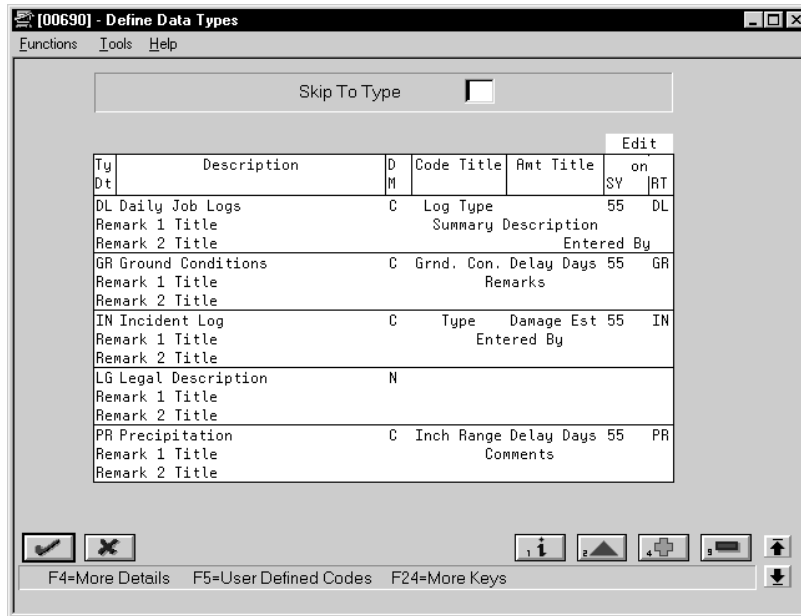 [00690] - Define Data Types
Functions Tools Help
Skip To Type
Edit
Ty Description D Code Title Amt Title on
Dt M SY RT
DL Daily Job Logs C Log Type 55 DL
Remark 1 Title Summary Description
Remark 2 Title Entered By
GR Ground Conditions C Grnd. Con. Delay Days 55 GR
Remark 1 Title Remarks
Remark 2 Title
IN Incident Log C Type Damage Est 55 IN
Remark 1 Title Entered By
Remark 2 Title
LG Legal Description N
Remark 1 Title
Remark 2 Title
PR Precipitation C Inch Range Delay Days 55 PR
Remark 1 Title Comments
Remark 2 Title
1 i 2 4 9
F4=More Details F5=User Defined Codes F24=More Keys